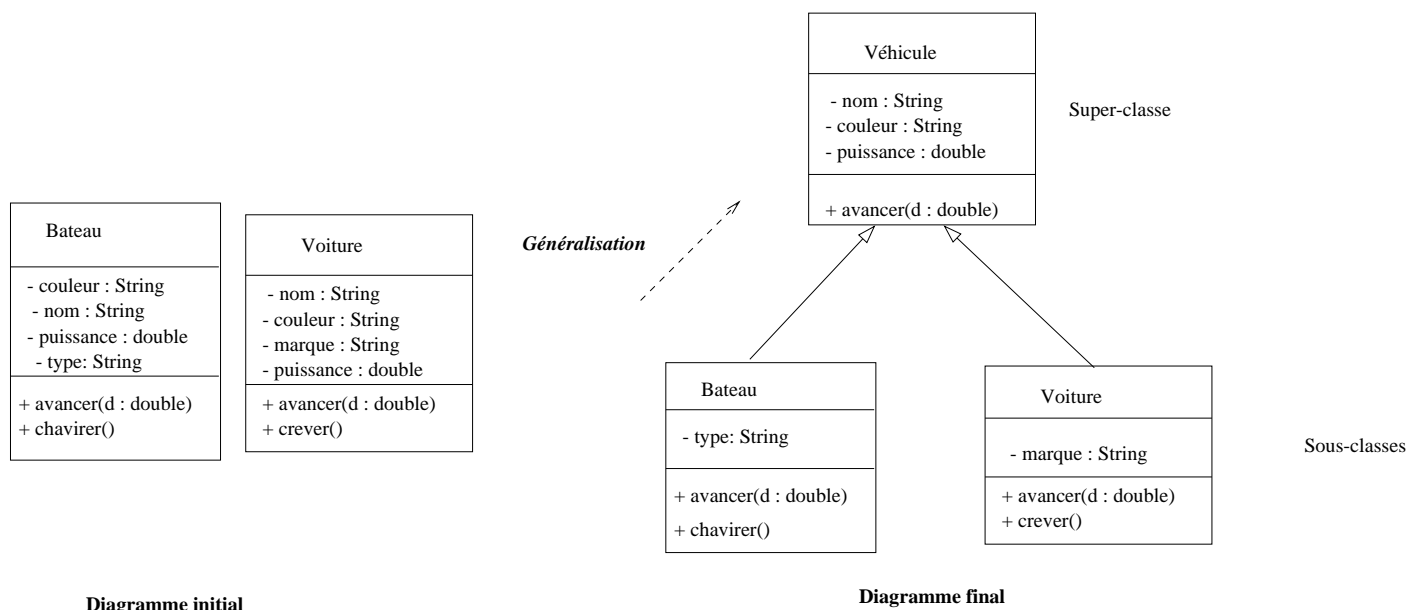 Bateau
- couleur : String
- nom : String
- puissance : double
- type: String
+ avancer(d : double)
+ chavirer()
Voiture
- nom : String
- couleur : String
- marque : String
- puissance : double
+ avancer(d : double)
+ crever()
Diagramme initial
Généralisation
Véhicule
- nom : String
- couleur : String
- puissance : double
+ avancer(d : double)
Super-classe
Bateau
- type: String
+ avancer(d : double)
+ chavirer()
Voiture
- marque : String
+ avancer(d : double)
+ crever()
Sous-classes
Diagramme final